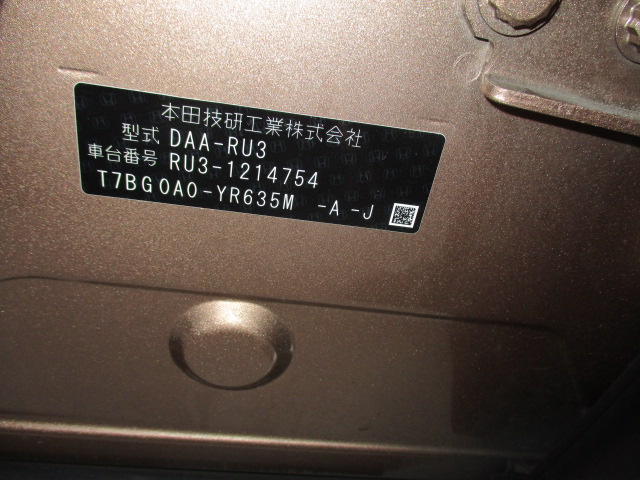 本田技研工業株式会社
型式 DAA-RU3
車台番号 RU3-1214754
T7BG0A0-YR635M -A -J